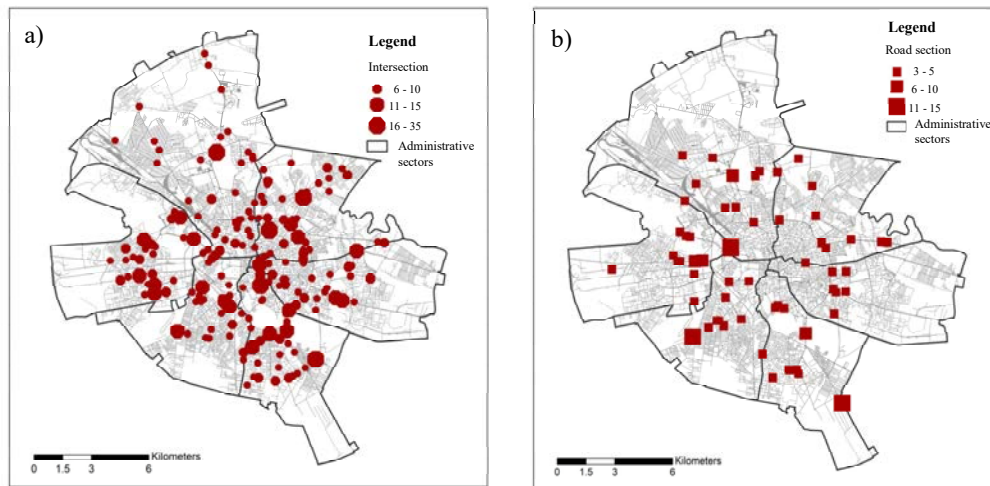 a)
Legend
Intersection
6 - 10
11 - 15
16 - 35
Administrative
sectors
Kilometers
0 1.5 3 6
b)
Legend
Road section
3 - 5
6 - 10
11 - 15
Administrative
sectors
Kilometers
0 1.5 3 6